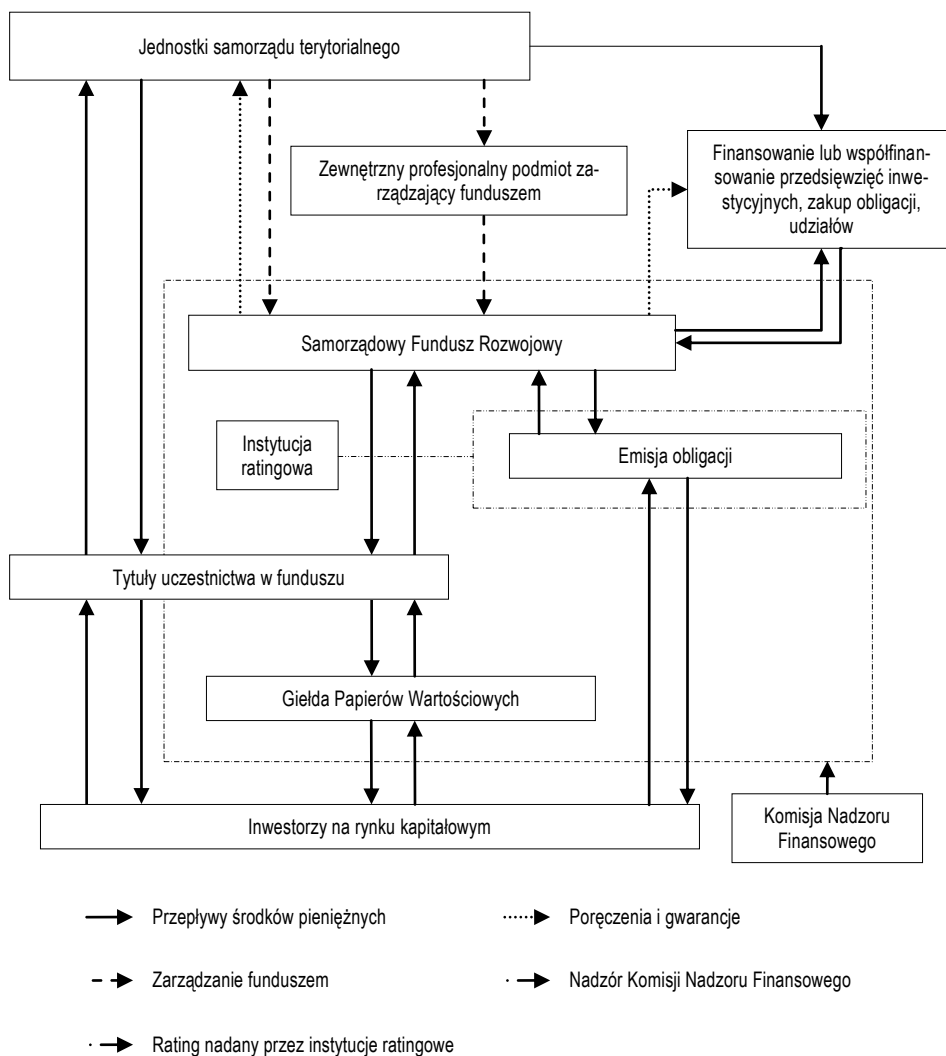 Jednostki samorządu terytorialnego
Zewnętrzny profesjonalny podmiot za-
rządzający funduszem
Finansowanie lub współfinan-
sowanie przedsięwzięć inwe-
stycyjnych, zakup obligacji,
udziałów
Samorządowy Fundusz Rozwojowy
Instytucja
ratingowa
Emisja obligacji
Tytuły uczestnictwa w funduszu
Giełda Papierów Wartościowych
Inwestorzy na rynku kapitałowym
Komisja Nadzoru
Finansowego
Przepływy środków pieniężnych
Poręczenia i gwarancje
Zarządzanie funduszem
Nadzór Komisji Nadzoru Finansowego
Rating nadany przez instytucje ratingowe